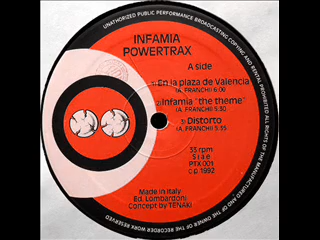 UNAUTHORIZED PUBLIC PERFORMANCE BROADCASTING COPYING AND RENTAL PROHIBITED ALL RIGHTS OF THE MANUFACTURER AND OF THE OWNER OF THE RECORDED WORK RESERVED
INFAMIA
POWERTRAX
A side
1) En la plaza de Valencia
(A. FRANCHI) 6:00
2) Infamia "the theme"
(A. FRANCHI) 5:50
3) Distorto
(A. FRANCHI) 5:35
33 rpm
S i a e
PTX 001
c p 1992
Made in Italy
Ed. Lombardoni
Concept by TENAKI